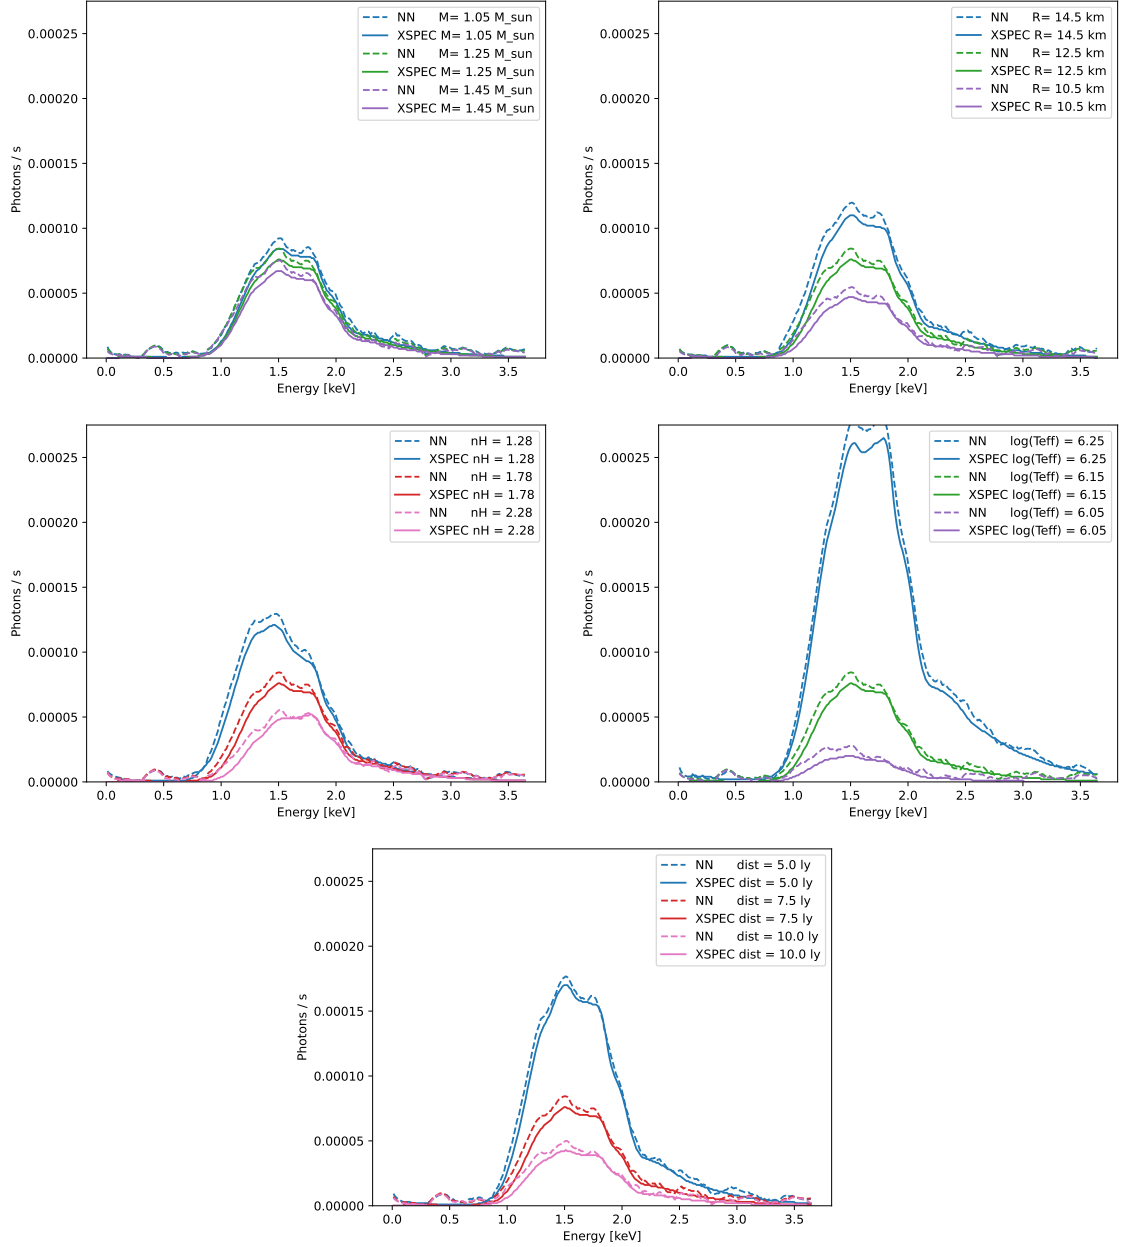 0.00025
0.00020
0.00015
0.00010
0.00005
0.00000
Photons / s
0.0 0.5 1.0 1.5 2.0 2.5 3.0 3.5
Energy [keV]
NN M= 1.05 M_sun
XSPEC M= 1.05 M_sun
NN M= 1.25 M_sun
XSPEC M= 1.25 M_sun
NN M= 1.45 M_sun
XSPEC M= 1.45 M_sun
0.00025
0.00020
0.00015
0.00010
0.00005
0.00000
Photons / s
0.0 0.5 1.0 1.5 2.0 2.5 3.0 3.5
Energy [keV]
NN R= 14.5 km
XSPEC R= 14.5 km
NN R= 12.5 km
XSPEC R= 12.5 km
NN R= 10.5 km
XSPEC R= 10.5 km
0.00025
0.00020
0.00015
0.00010
0.00005
0.00000
Photons / s
0.0 0.5 1.0 1.5 2.0 2.5 3.0 3.5
Energy [keV]
NN nH = 1.28
XSPEC nH = 1.28
NN nH = 1.78
XSPEC nH = 1.78
NN nH = 2.28
XSPEC nH = 2.28
0.00025
0.00020
0.00015
0.00010
0.00005
0.00000
Photons / s
0.0 0.5 1.0 1.5 2.0 2.5 3.0 3.5
Energy [keV]
NN log(Teff) = 6.25
XSPEC log(Teff) = 6.25
NN log(Teff) = 6.15
XSPEC log(Teff) = 6.15
NN log(Teff) = 6.05
XSPEC log(Teff) = 6.05
0.00025
0.00020
0.00015
0.00010
0.00005
0.00000
Photons / s
0.0 0.5 1.0 1.5 2.0 2.5 3.0 3.5
Energy [keV]
NN dist = 5.0 ly
XSPEC dist = 5.0 ly
NN dist = 7.5 ly
XSPEC dist = 7.5 ly
NN dist = 10.0 ly
XSPEC dist = 10.0 ly